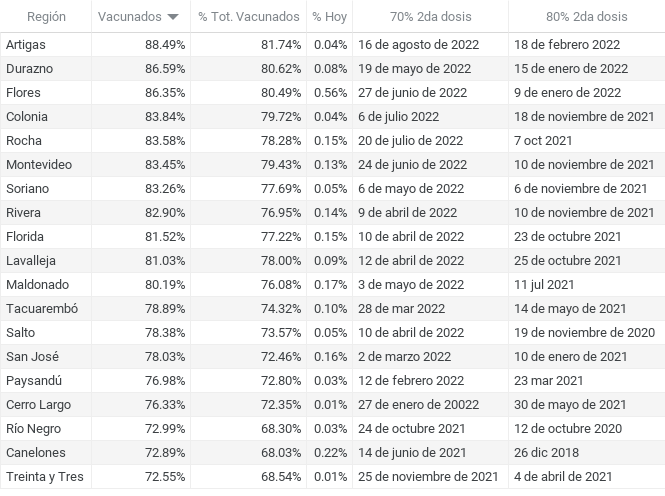 Región Vacunados % Tot. Vacunados % Hoy 70% 2da dosis 80% 2da dosis
Artigas 88.49% 81.74% 0.04% 16 de agosto de 2022 18 de febrero 2022
Durazno 86.59% 80.62% 0.08% 19 de mayo de 2022 15 de enero de 2022
Flores 86.35% 80.49% 0.56% 27 de junio de 2022 9 de enero de 2022
Colonia 83.84% 79.72% 0.04% 6 de julio 2022 18 de noviembre de 2021
Rocha 83.58% 78.28% 0.15% 20 de julio de 2022 7 oct 2021
Montevideo 83.45% 79.43% 0.13% 24 de junio de 2022 10 de noviembre de 2021
Soriano 83.26% 77.69% 0.05% 6 de mayo de 2022 6 de noviembre de 2021
Rivera 82.90% 76.95% 0.14% 9 de abril de 2022 10 de noviembre de 2021
Florida 81.52% 77.22% 0.15% 10 de abril de 2022 23 de octubre 2021
Lavalleja 81.03% 78.00% 0.09% 12 de abril de 2022 25 de octubre 2021
Maldonado 80.19% 76.08% 0.17% 3 de mayo de 2022 11 jul 2021
Tacuarembó 78.89% 74.32% 0.10% 28 de mar 2022 14 de mayo de 2021
Salto 78.38% 73.57% 0.05% 10 de abril de 2022 19 de noviembre de 2020
San José 78.03% 72.46% 0.16% 2 de marzo 2022 10 de enero de 2021
Paysandú 76.98% 72.80% 0.03% 12 de febrero 2022 23 mar 2021
Cerro Largo 76.33% 72.35% 0.01% 27 de enero de 20022 30 de mayo de 2021
Río Negro 72.99% 68.30% 0.03% 24 de octubre 2021 12 de octubre 2020
Canelones 72.89% 68.03% 0.22% 14 de junio de 2021 26 dic 2018
Treinta y Tres 72.55% 68.54% 0.01% 25 de noviembre de 2021 4 de abril de 2021